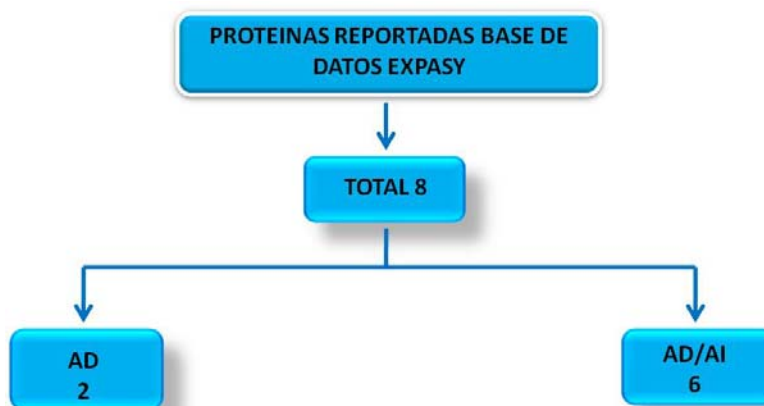 PROTEINAS REPORTADAS BASE DE
DATOS EXPASY
TOTAL 8
AD
2
AD/AI
6